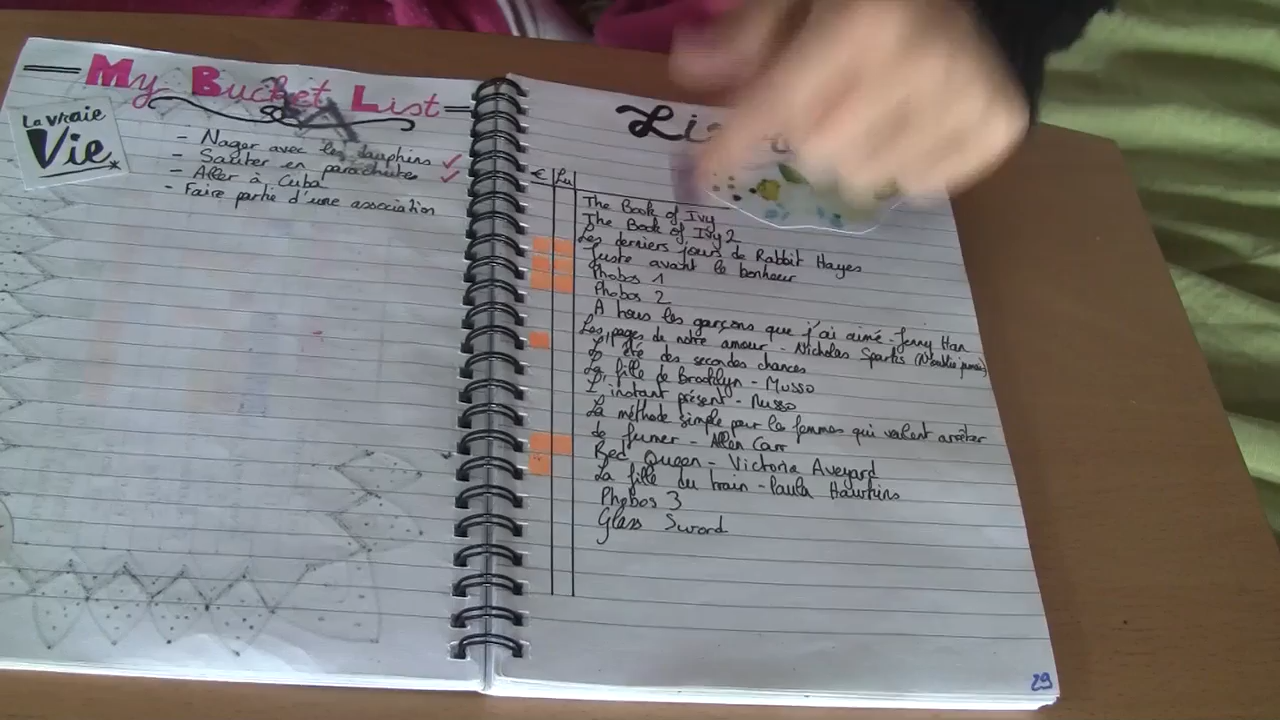 My Bucket List
La vraie
Vie
- Nager avec les dauphins
- Sauter en parachute
- Aller à Cuba
- Faire partie d'une association
€ Lu
The Book of Ivy
The Book of Ivy 2
Les derniers jours de Rabbit Hayes
Juste avant le bonheur
Phobos 1
Phobos 2
A tous les garçons que j'ai aimé - Jenny Han
Les pages de notre amour - Nicholas Sparks (N'oublie jamais)
L'été des secondes chances
La fille de Brooklyn - Musso
L'instant présent - Musso
La méthode simple pour les femmes qui veulent arrêter
de fumer - Allen Carr
Red Queen - Victoria Aveyard
La fille du train - Paula Hawkins
Phobos 3
Glass Sword
29